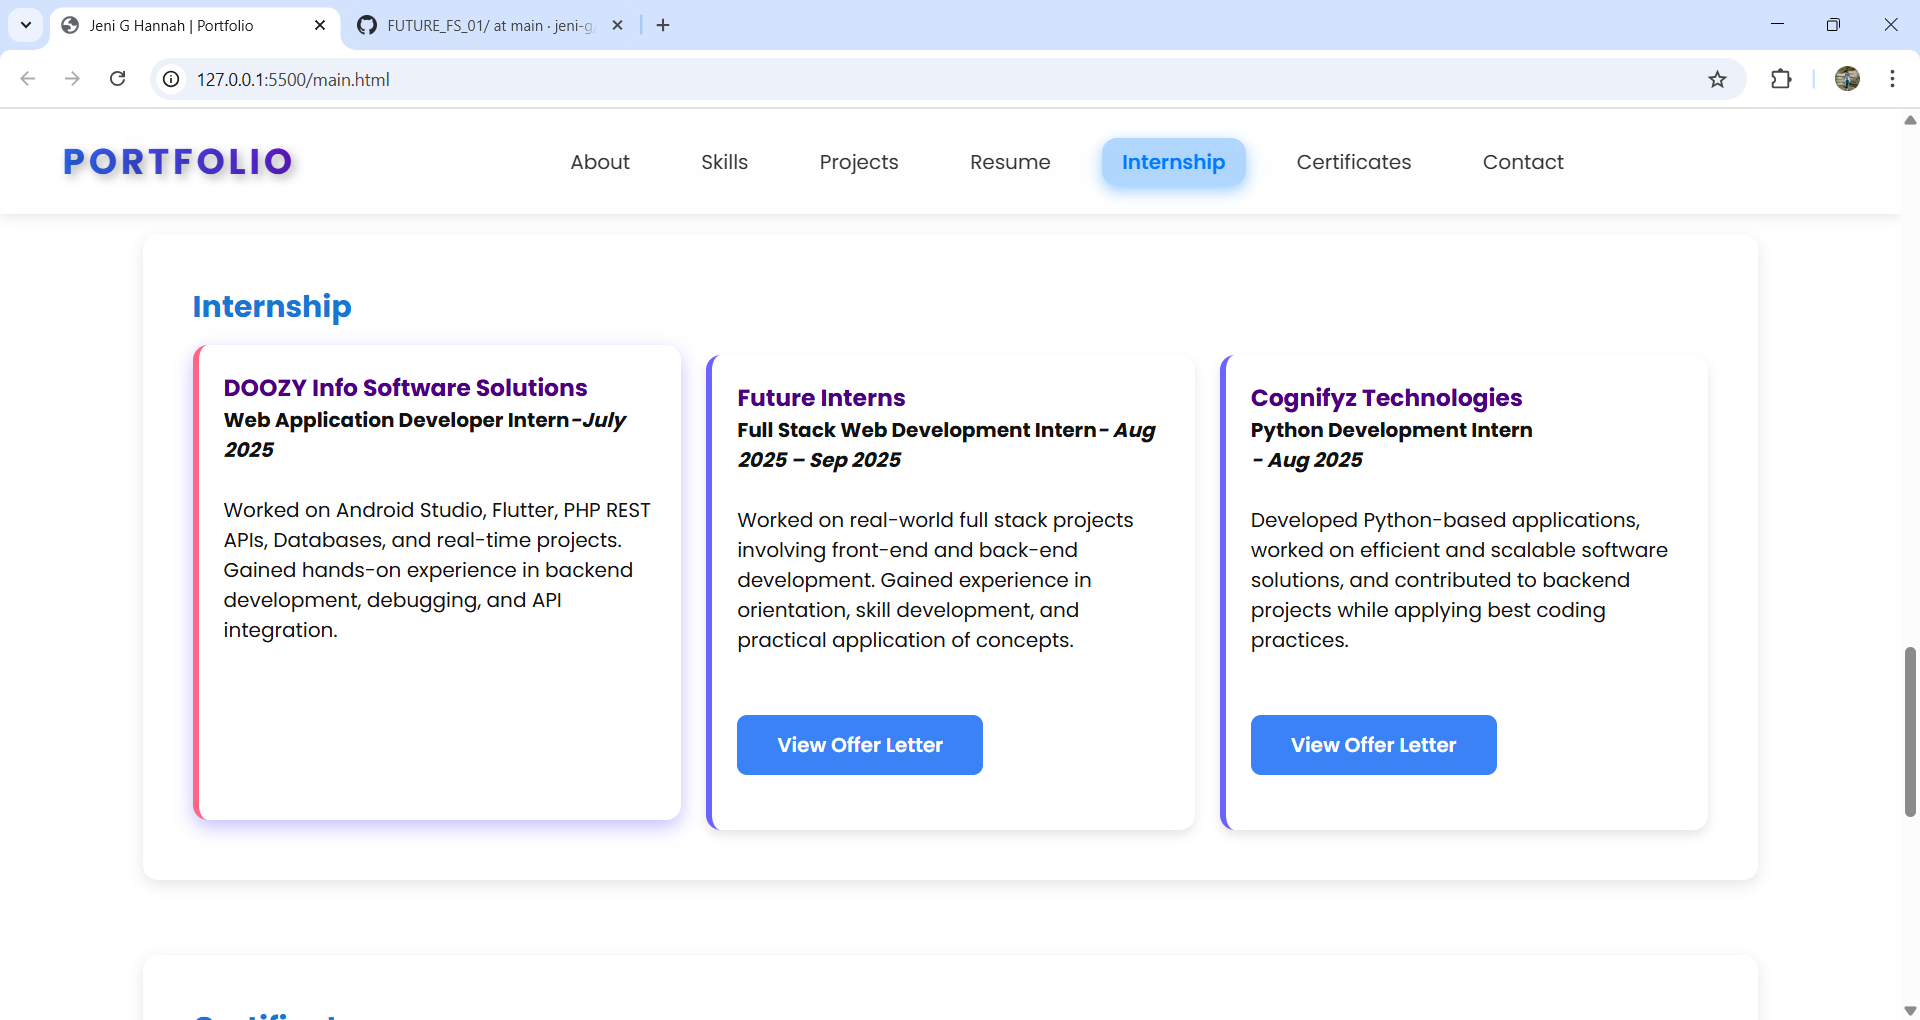 Jeni G Hannah | Portfolio
FUTURE_FS_01/ at main · jeni-g
127.0.0.1:5500/main.html
PORTFOLIO
About
Skills
Projects
Resume
Internship
Certificates
Contact
Internship
DOOZY Info Software Solutions
Web Application Developer Intern-July
2025
Worked on Android Studio, Flutter, PHP REST
APIs, Databases, and real-time projects.
Gained hands-on experience in backend
development, debugging, and API
integration.
Future Interns
Full Stack Web Development Intern- Aug
2025 – Sep 2025
Worked on real-world full stack projects
involving front-end and back-end
development. Gained experience in
orientation, skill development, and
practical application of concepts.
View Offer Letter
Cognifyz Technologies
Python Development Intern
- Aug 2025
Developed Python-based applications,
worked on efficient and scalable software
solutions, and contributed to backend
projects while applying best coding
practices.
View Offer Letter